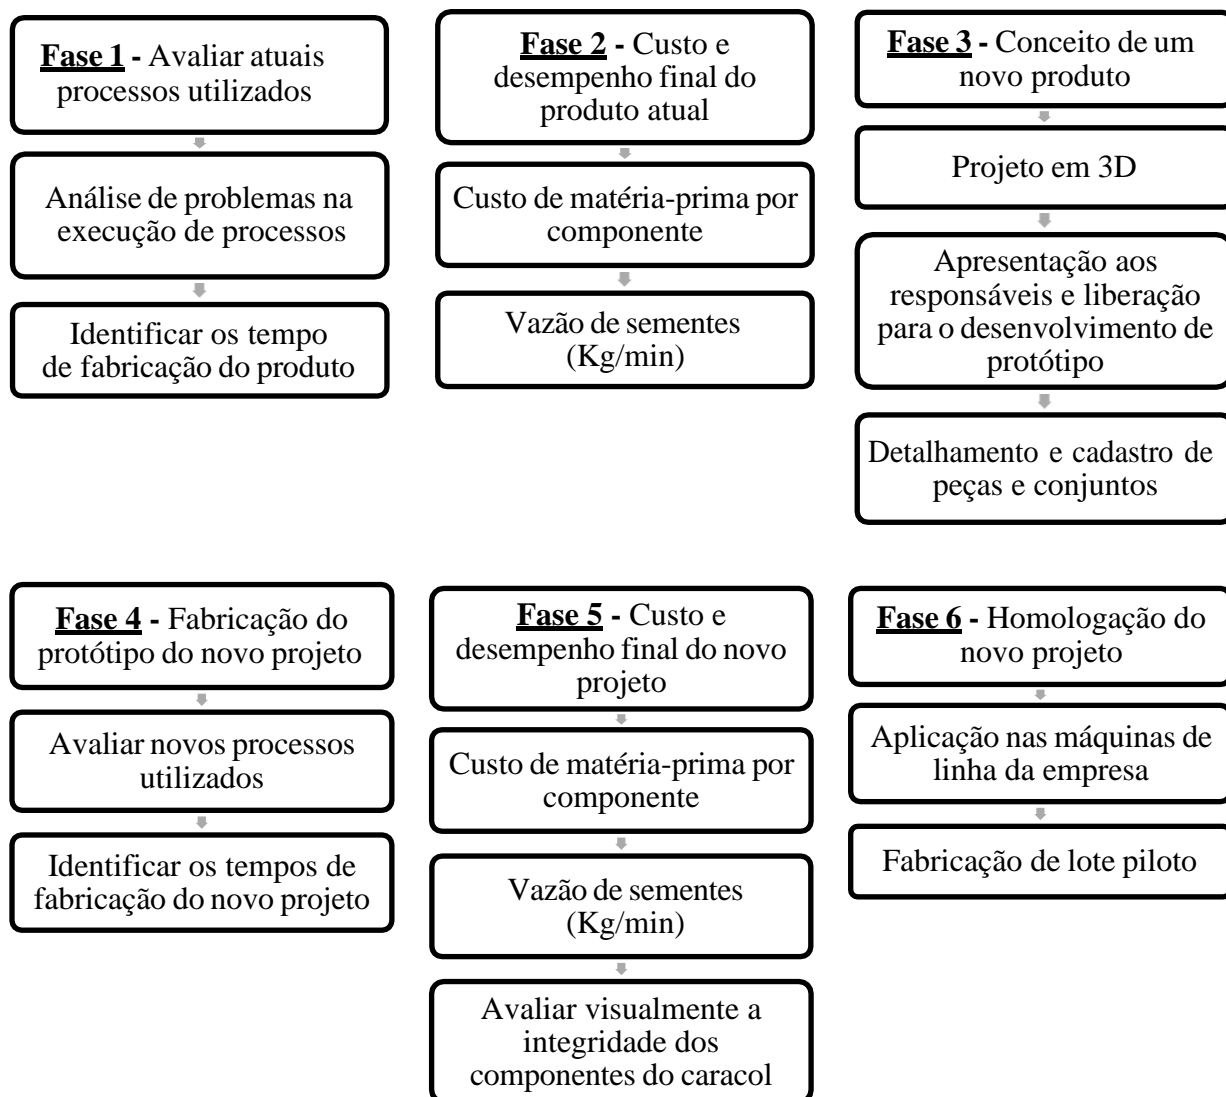 Fase 1 - Avaliar atuais
processos utilizados
Análise de problemas na
execução de processos
Identificar os tempo
de fabricação do produto
Fase 2 - Custo e
desempenho final do
produto atual
Custo de matéria-prima por
componente
Vazão de sementes
(Kg/min)
Fase 3 - Conceito de um
novo produto
Projeto em 3D
Apresentação aos
responsáveis e liberação
para o desenvolvimento de
protótipo
Detalhamento e cadastro de
peças e conjuntos
Fase 4 - Fabricação do
protótipo do novo projeto
Avaliar novos processos
utilizados
Identificar os tempos de
fabricação do novo projeto
Fase 5 - Custo e
desempenho final do novo
projeto
Custo de matéria-prima por
componente
Vazão de sementes
(Kg/min)
Avaliar visualmente a
integridade dos
componentes do caracol
Fase 6 - Homologação do
novo projeto
Aplicação nas máquinas de
linha da empresa
Fabricação de lote piloto